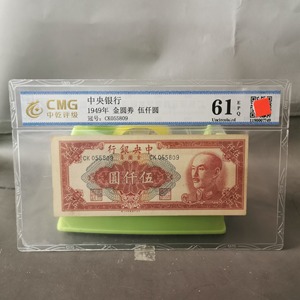 CMG
中乾评级
中央银行
1949年 金圆券 伍仟圆
冠号: CK055809
61 EPQ
中央銀行
CK 055809
CK 055809
伍仟圓